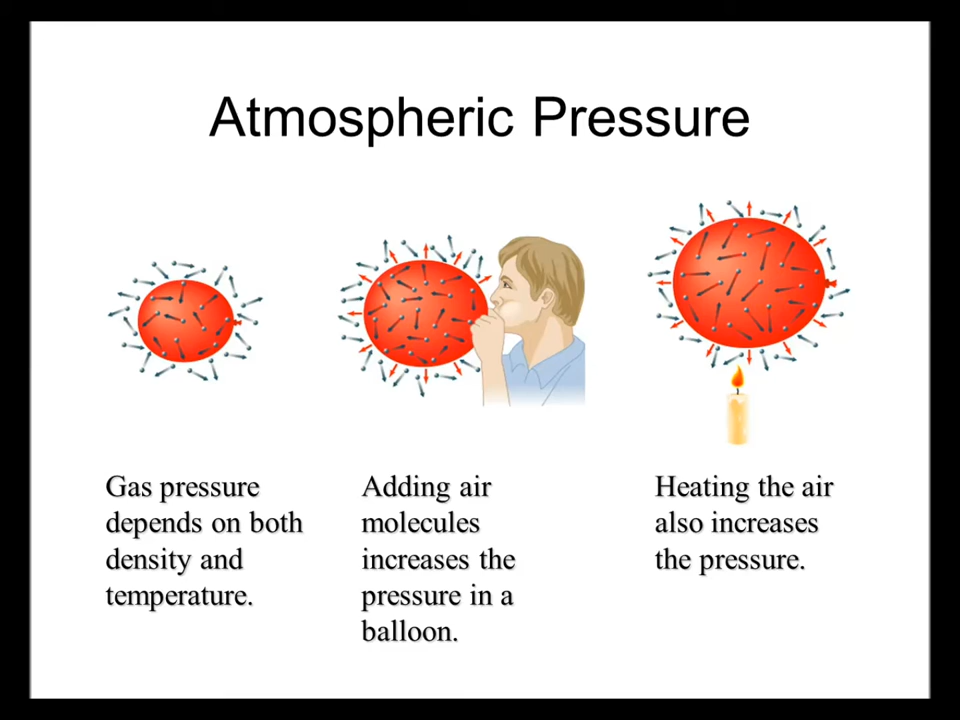 Atmospheric Pressure
Gas pressure
depends on both
density and
temperature.
Adding air
molecules
increases the
pressure in a
balloon.
Heating the air
also increases
the pressure.